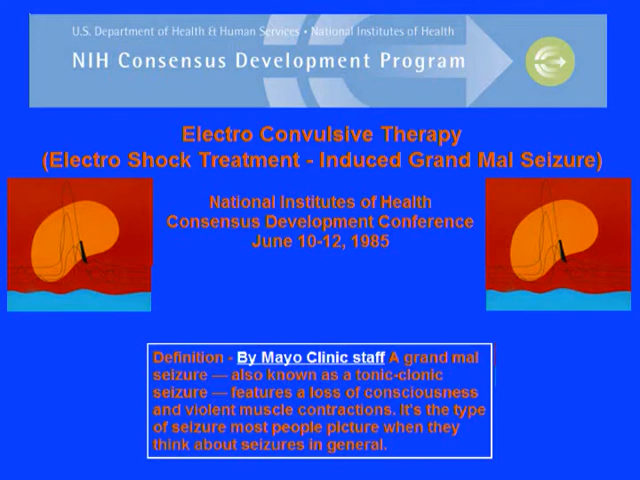 U.S. Department of Health & Human Services • National Institutes of Health
NIH Consensus Development Program
Electro Convulsive Therapy
(Electro Shock Treatment - Induced Grand Mal Seizure)
National Institutes of Health
Consensus Development Conference
June 10-12, 1985
Definition - By Mayo Clinic staff A grand mal
seizure — also known as a tonic-clonic
seizure — features a loss of consciousness
and violent muscle contractions. It's the type
of seizure most people picture when they
think about seizures in general.